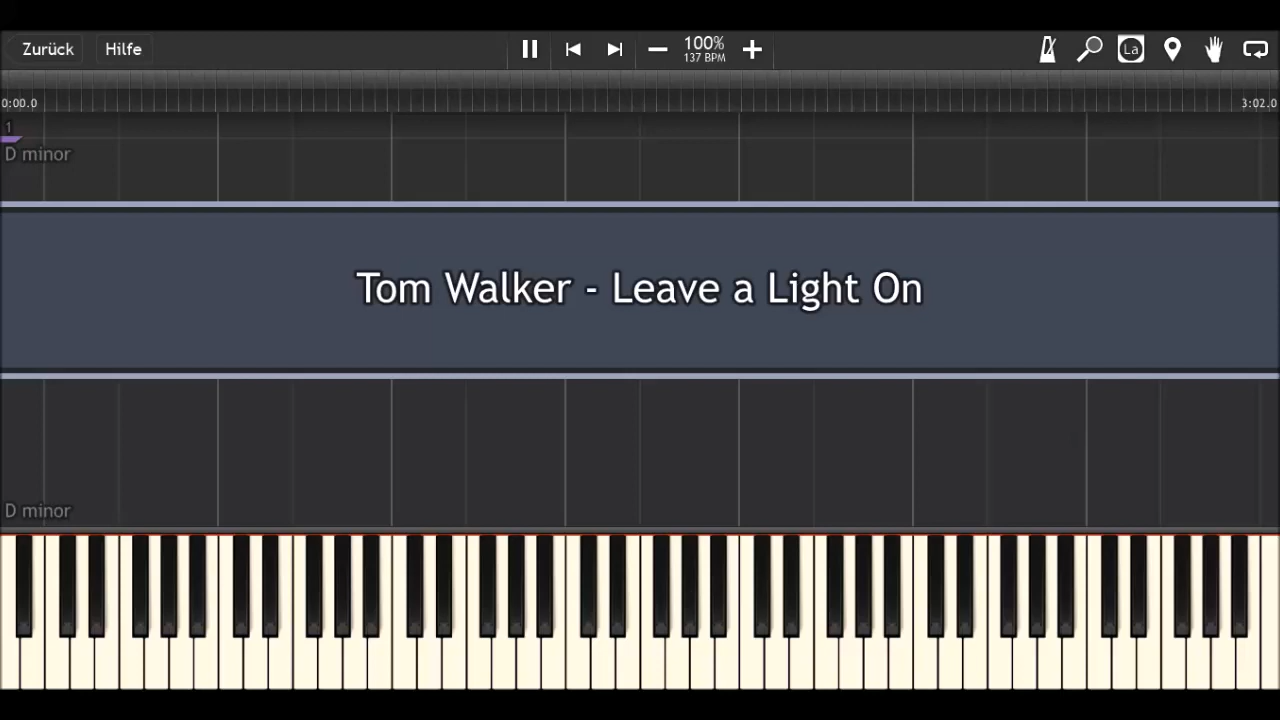 Zurück Hilfe 100% La
137 BPM
0:00.0 3:02.0
1
D minor
Tom Walker - Leave a Light On
D minor